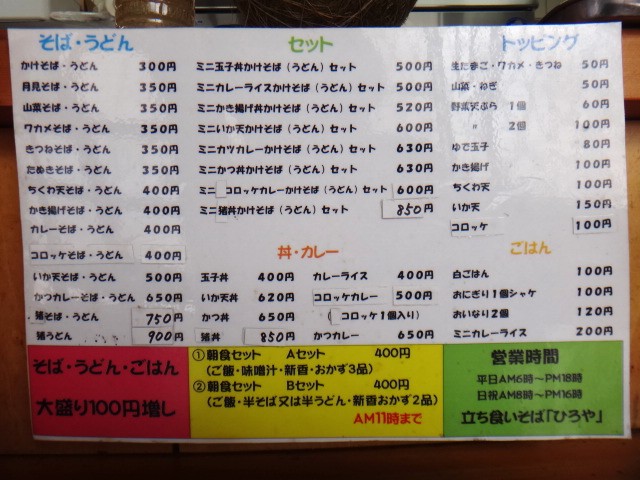 そば・うどん
かけそば・うどん 300円
月見そば・うどん 350円
山菜そば・うどん 350円
ワカメそば・うどん 350円
きつねそば・うどん 350円
たぬきそば・うどん 350円
ちくわ天そば・うどん 400円
かき揚げそば・うどん 400円
カレーそば・うどん 400円
コロッケそば・うどん 400円
いか天そば・うどん 500円
かつカレーそば・うどん 650円
猪そば・うどん 750円
猪うどん 900円
セット
ミニ玉子丼かけそば（うどん）セット 500円
ミニカレーライスかけそば（うどん）セット 500円
ミニかき揚げ丼かけそば（うどん）セット 520円
ミニいか天かけそば（うどん）セット 600円
ミニカツカレーかけそば（うどん）セット 630円
ミニかつ丼かけそば（うどん）セット 630円
ミニ コロッケカレーかけそば（うどん）セット 600円
ミニ猪丼かけそば（うどん）セット 850円
トッピング
生たまご・ワカメ・きつね 50円
山菜・ねぎ 50円
野菜天ぷら 1個 60円
〃 2個 100円
ゆで玉子 80円
かき揚げ 100円
ちくわ天 100円
いか天 150円
コロッケ 100円
丼・カレー
玉子丼 400円 カレーライス 400円
いか天丼 620円 コロッケカレー 500円
かつ丼 650円 （コロッケ1個入り）
猪丼 850円 かつカレー 650円
ごはん
白ごはん 100円
おにぎり1個シャケ 100円
おいなり2個 120円
ミニカレーライス 200円
そば・うどん・ごはん
大盛り100円増し
①朝食セット Aセット 400円
（ご飯・味噌汁・新香・おかず3品）
②朝食セット Bセット 400円
（ご飯・半そば又は半うどん・新香おかず2品）
AM11時まで
営業時間
平日AM6時～PM18時
日祝AM8時～PM16時
立ち食いそば「ひろや」